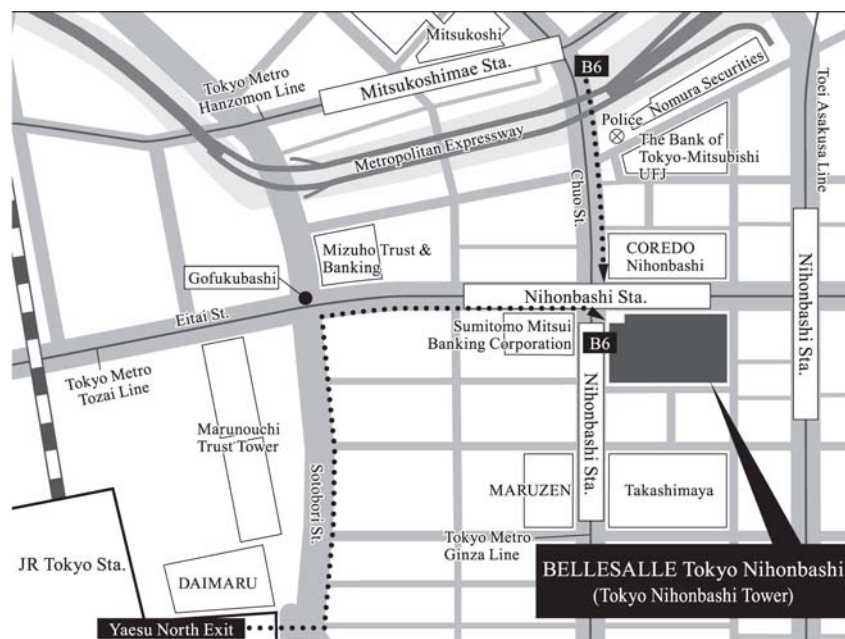 Mitsukoshi
Tokyo Metro
Hanzomon Line
Mitsukoshimae Sta.
B6
Nomura Securities
Toei Asakusa Line
Police
Metropolitan Expressway
The Bank of
Tokyo-Mitsubishi
UFJ
Chuo St.
Mizuho Trust &
Banking
COREDO
Nihonbashi
Gofukubashi
Nihonbashi Sta.
Nihonbashi Sta.
Eitai St.
Sumitomo Mitsui
Banking Corporation
B6
Tokyo Metro
Tozai Line
Nihonbashi Sta.
Marunouchi
Trust Tower
Sotobori St.
MARUZEN
Takashimaya
Tokyo Metro
Ginza Line
JR Tokyo Sta.
DAIMARU
BELLESALLE Tokyo Nihonbashi
(Tokyo Nihonbashi Tower)
Yaesu North Exit